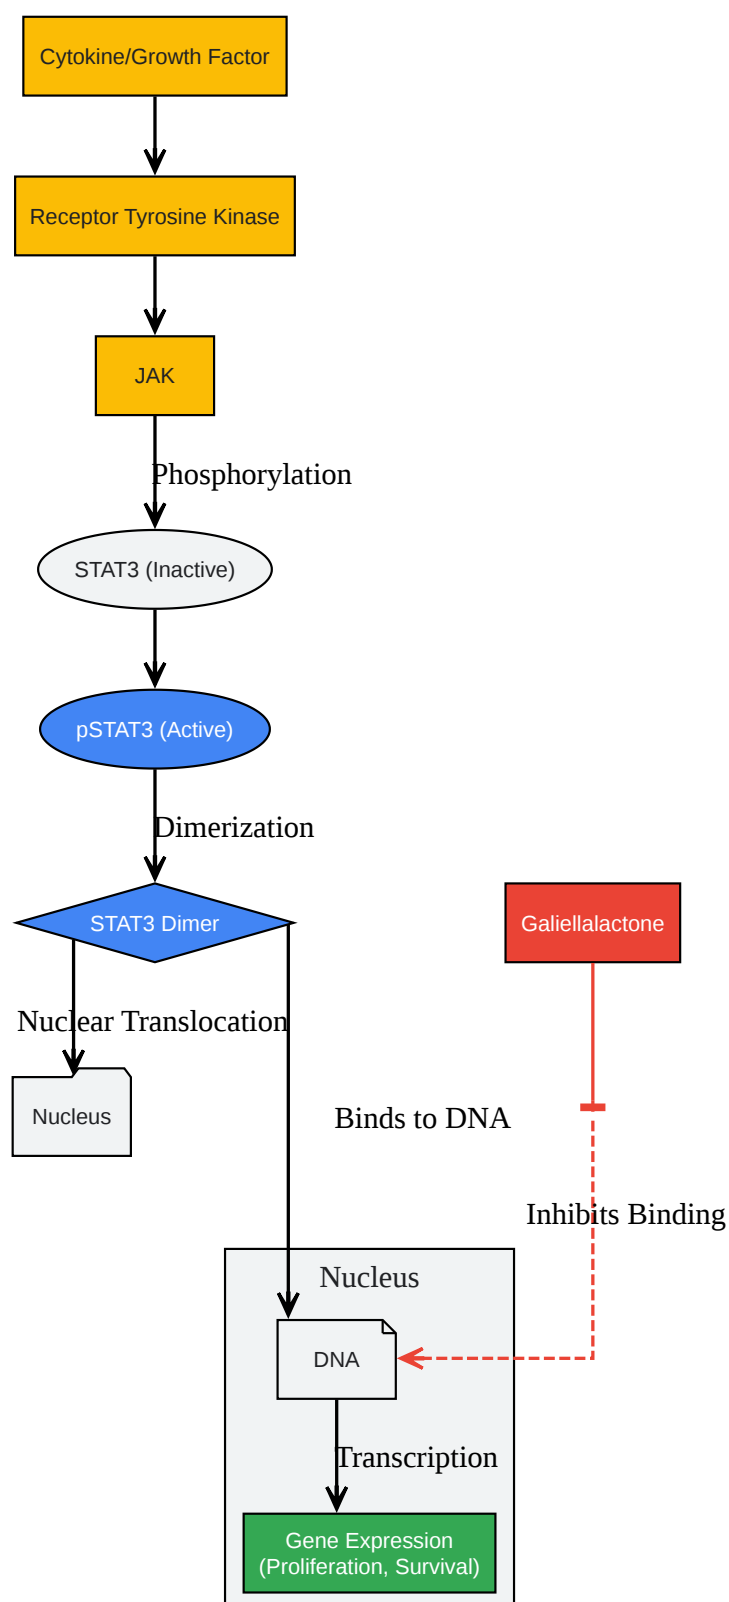 Cytokine/Growth Factor
Receptor Tyrosine Kinase
JAK
Phosphorylation
STAT3 (Inactive)
pSTAT3 (Active)
Dimerization
STAT3 Dimer
Galiellalactone
Nuclear Translocation
Nucleus
Binds to DNA
Inhibits Binding
Nucleus
DNA
Transcription
Gene Expression
(Proliferation, Survival)